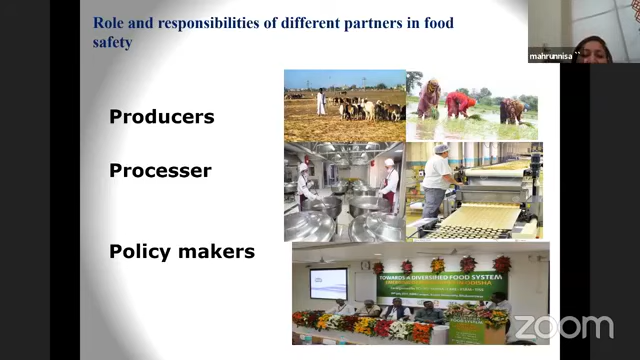 Role and responsibilities of different partners in food
safety
mahrunnisa
Producers
Processer
Policy makers
TOWARDS A DIVERSIFIED FOOD SYSTEM
zoom